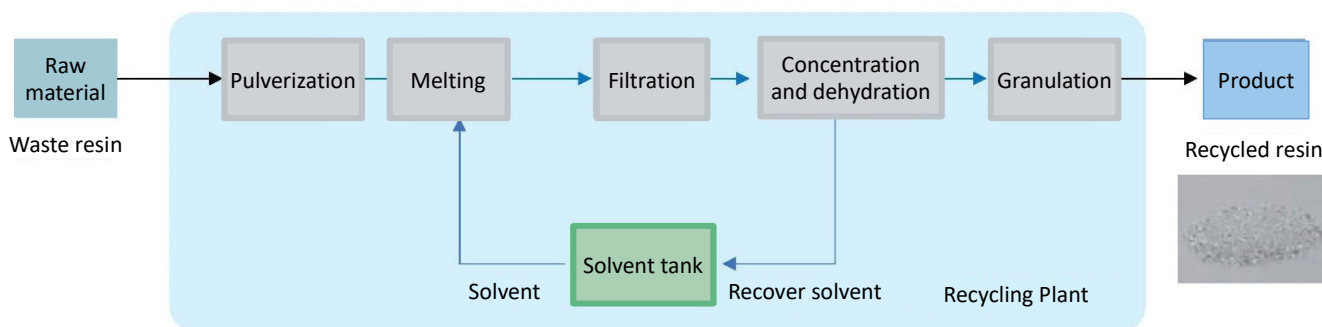 Raw
material
Waste resin
Pulverization
Melting
Filtration
Concentration
and dehydration
Granulation
Product
Recycled resin
Solvent tank
Solvent
Recover solvent
Recycling Plant